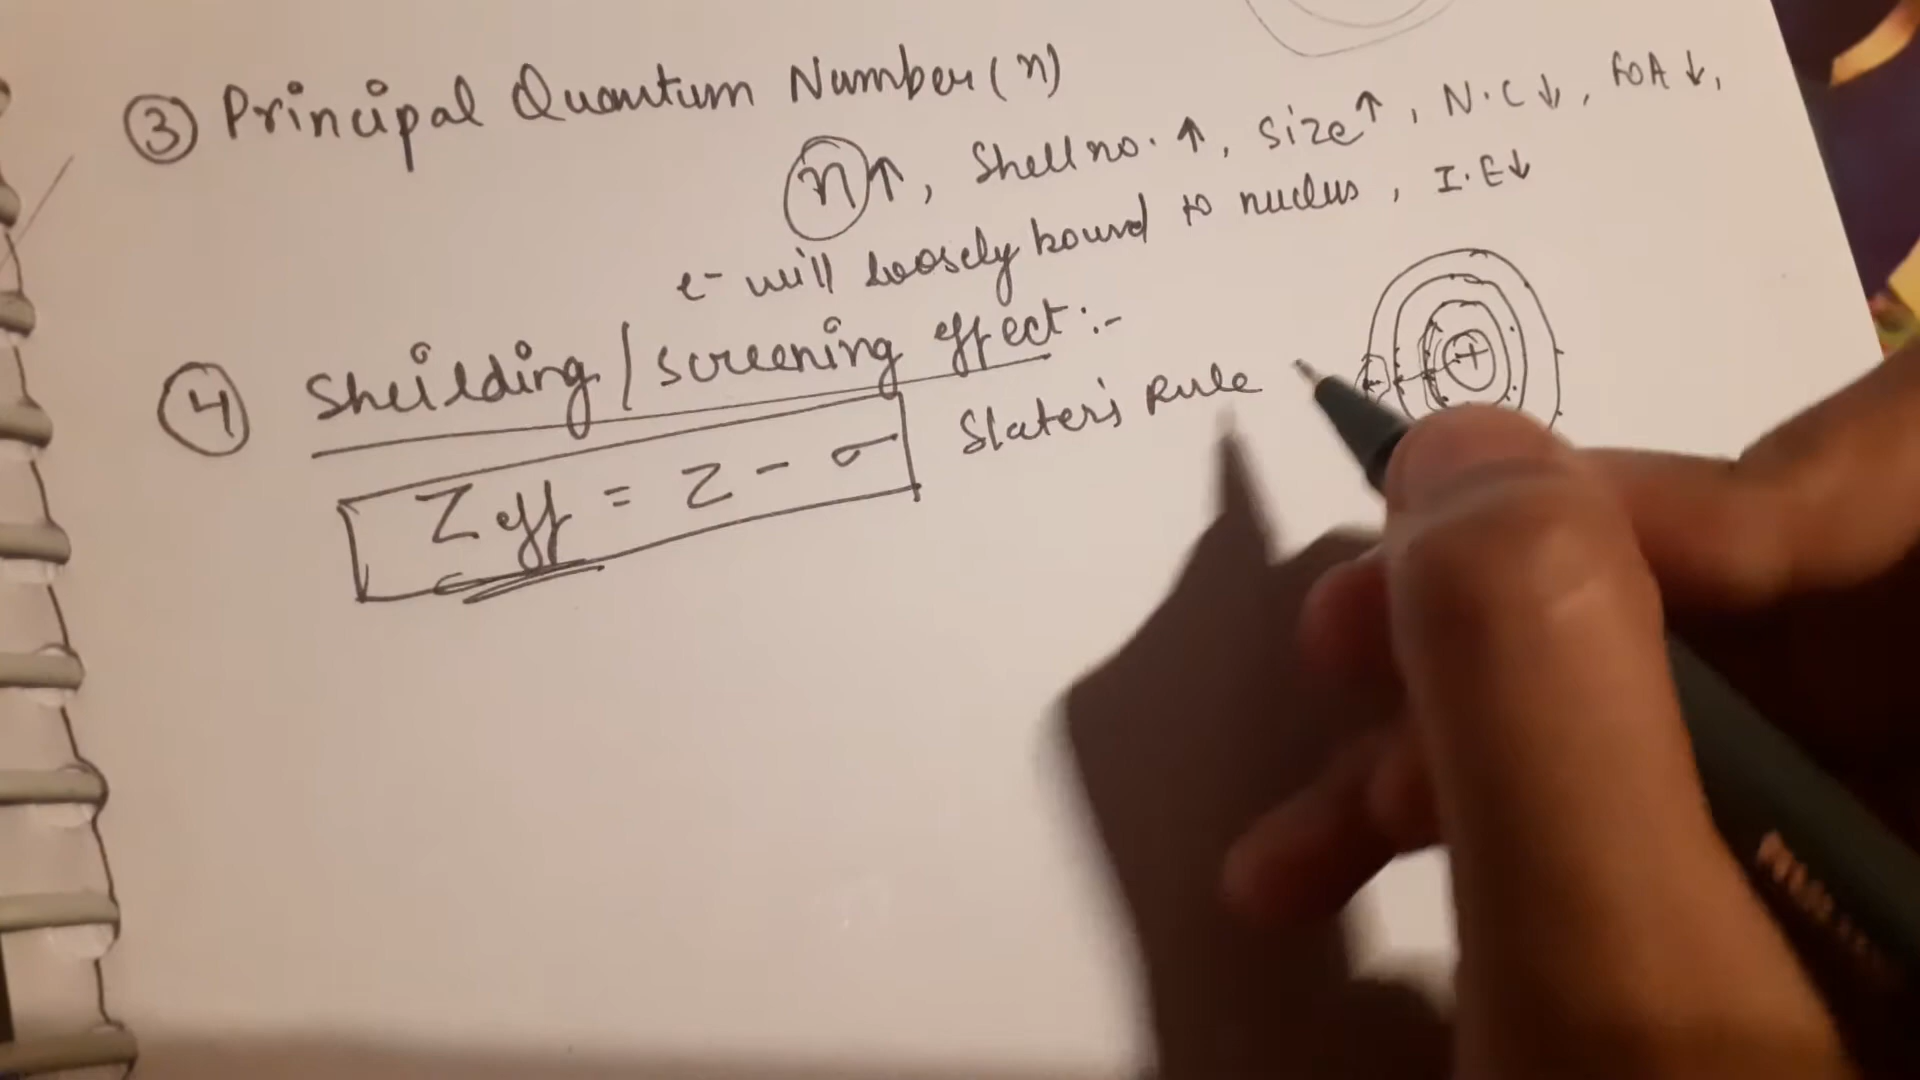 ③ Principal Quantum Number (n)
n↑, Shell no. ↑, size↑, N.C↓, FOA↓,
e- will loosely bound to nucleus, I.E↓
④ Sheilding / screening effect :-
Zeff = Z - σ
Slater's Rule
+